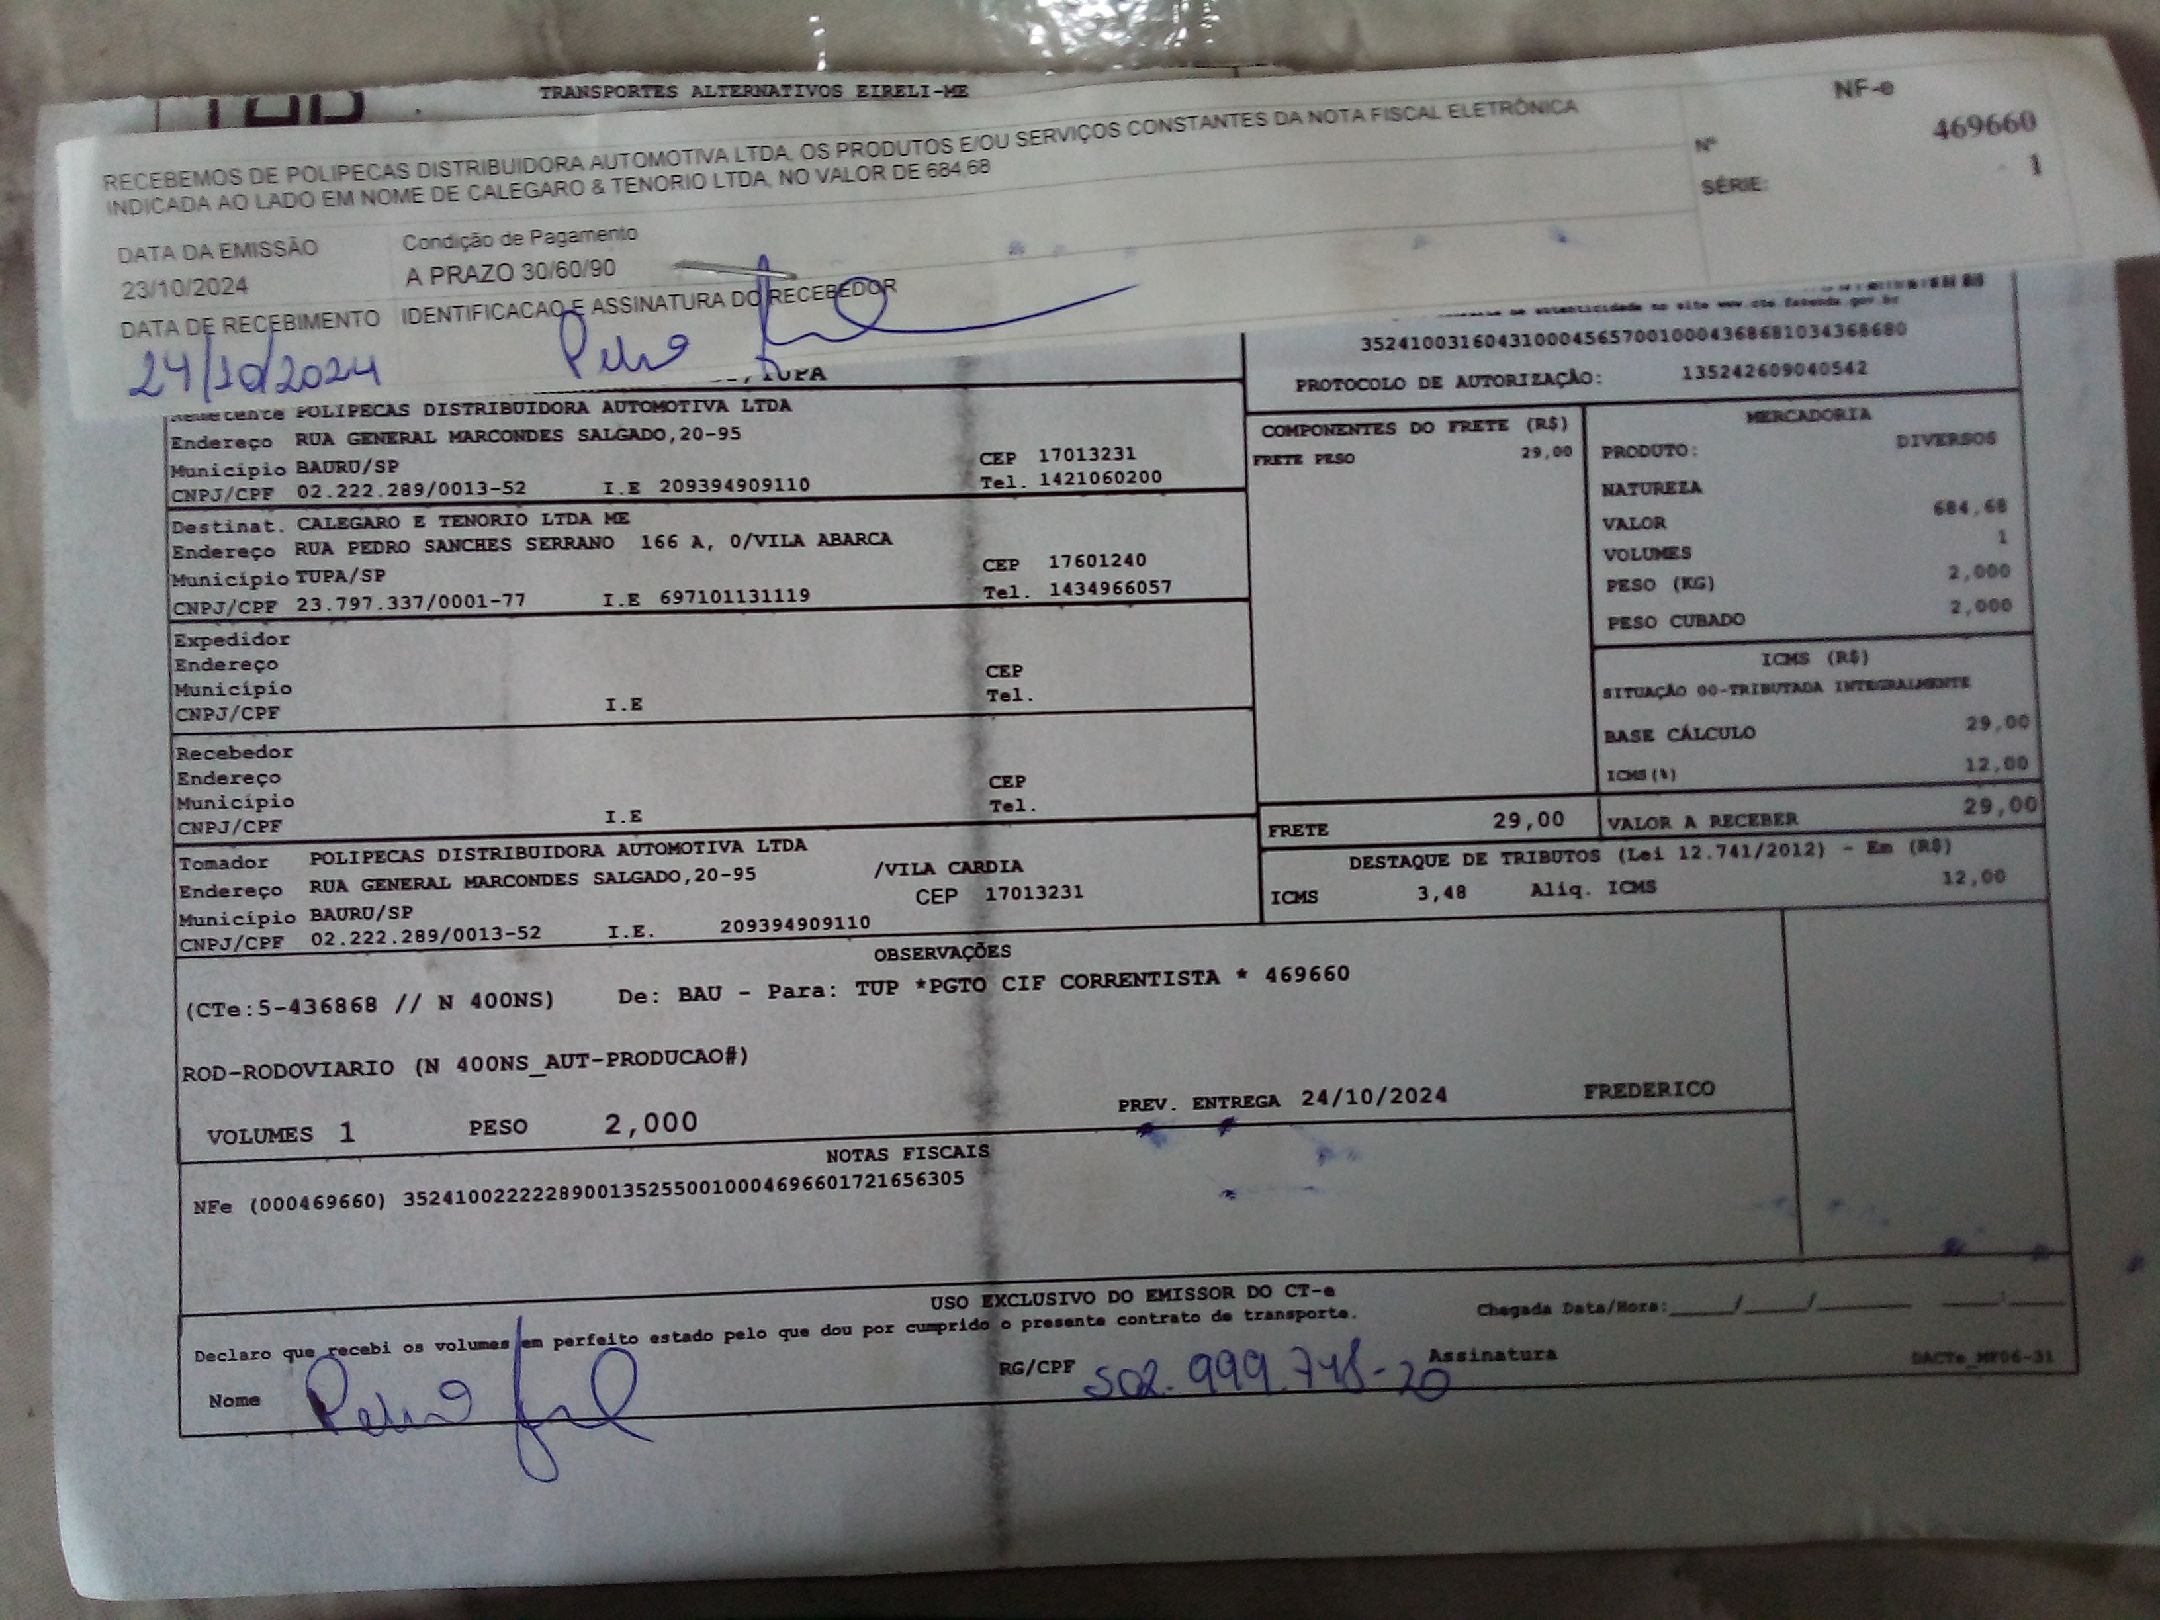 TRANSPORTES ALTERNATIVOS EIRELI-ME
RECEBEMOS DE POLIPECAS DISTRIBUIDORA AUTOMOTIVA LTDA, OS PRODUTOS E/OU SERVIÇOS CONSTANTES DA NOTA FISCAL ELETRÔNICA
INDICADA AO LADO EM NOME DE CALEGARO & TENORIO LTDA, NO VALOR DE 684,68
NF-e
Nº 469660
SÉRIE: 1
DATA DA EMISSÃO
23/10/2024
Condição de Pagamento
A PRAZO 30/60/90
DATA DE RECEBIMENTO
24/10/2024
IDENTIFICACAO E ASSINATURA DO RECEBEDOR
autenticidade no site www.cte.fazenda.gov.br
35241003160431000456570010004368681034368680
PROTOCOLO DE AUTORIZAÇÃO: 135242609040542
TUPA
Remetente POLIPECAS DISTRIBUIDORA AUTOMOTIVA LTDA
Endereço RUA GENERAL MARCONDES SALGADO,20-95
Município BAURU/SP CEP 17013231
CNPJ/CPF 02.222.289/0013-52 I.E 209394909110 Tel. 1421060200
Destinat. CALEGARO E TENORIO LTDA ME
Endereço RUA PEDRO SANCHES SERRANO 166 A, 0/VILA ABARCA
Município TUPA/SP CEP 17601240
CNPJ/CPF 23.797.337/0001-77 I.E 697101131119 Tel. 1434966057
Expedidor
Endereço
Município CEP
CNPJ/CPF I.E Tel.
Recebedor
Endereço
Município CEP
CNPJ/CPF I.E Tel.
Tomador POLIPECAS DISTRIBUIDORA AUTOMOTIVA LTDA
Endereço RUA GENERAL MARCONDES SALGADO,20-95 /VILA CARDIA
Município BAURU/SP CEP 17013231
CNPJ/CPF 02.222.289/0013-52 I.E. 209394909110
COMPONENTES DO FRETE (R$)
FRETE PESO 29,00
MERCADORIA
PRODUTO: DIVERSOS
NATUREZA
VALOR 684,68
VOLUMES 1
PESO (KG) 2,000
PESO CUBADO 2,000
ICMS (R$)
SITUAÇÃO 00-TRIBUTADA INTEGRALMENTE
BASE CÁLCULO 29,00
ICMS(%) 12,00
FRETE 29,00 VALOR A RECEBER 29,00
DESTAQUE DE TRIBUTOS (Lei 12.741/2012) - Em (R$)
ICMS 3,48 Aliq. ICMS 12,00
OBSERVAÇÕES
(CTe:5-436868 // N 400NS) De: BAU - Para: TUP *PGTO CIF CORRENTISTA * 469660
ROD-RODOVIARIO (N 400NS_AUT-PRODUCAO#)
VOLUMES 1 PESO 2,000 PREV. ENTREGA 24/10/2024 FREDERICO
NOTAS FISCAIS
NFe (000469660) 35241002222289001352550010004696601721656305
USO EXCLUSIVO DO EMISSOR DO CT-e
Declaro que recebi os volumes em perfeito estado pelo que dou por cumprido o presente contrato de transporte.
Chegada Data/Hora:____/____/______ ___:___
Nome RG/CPF 502.999.748-20 Assinatura
DACTe_MF06-31